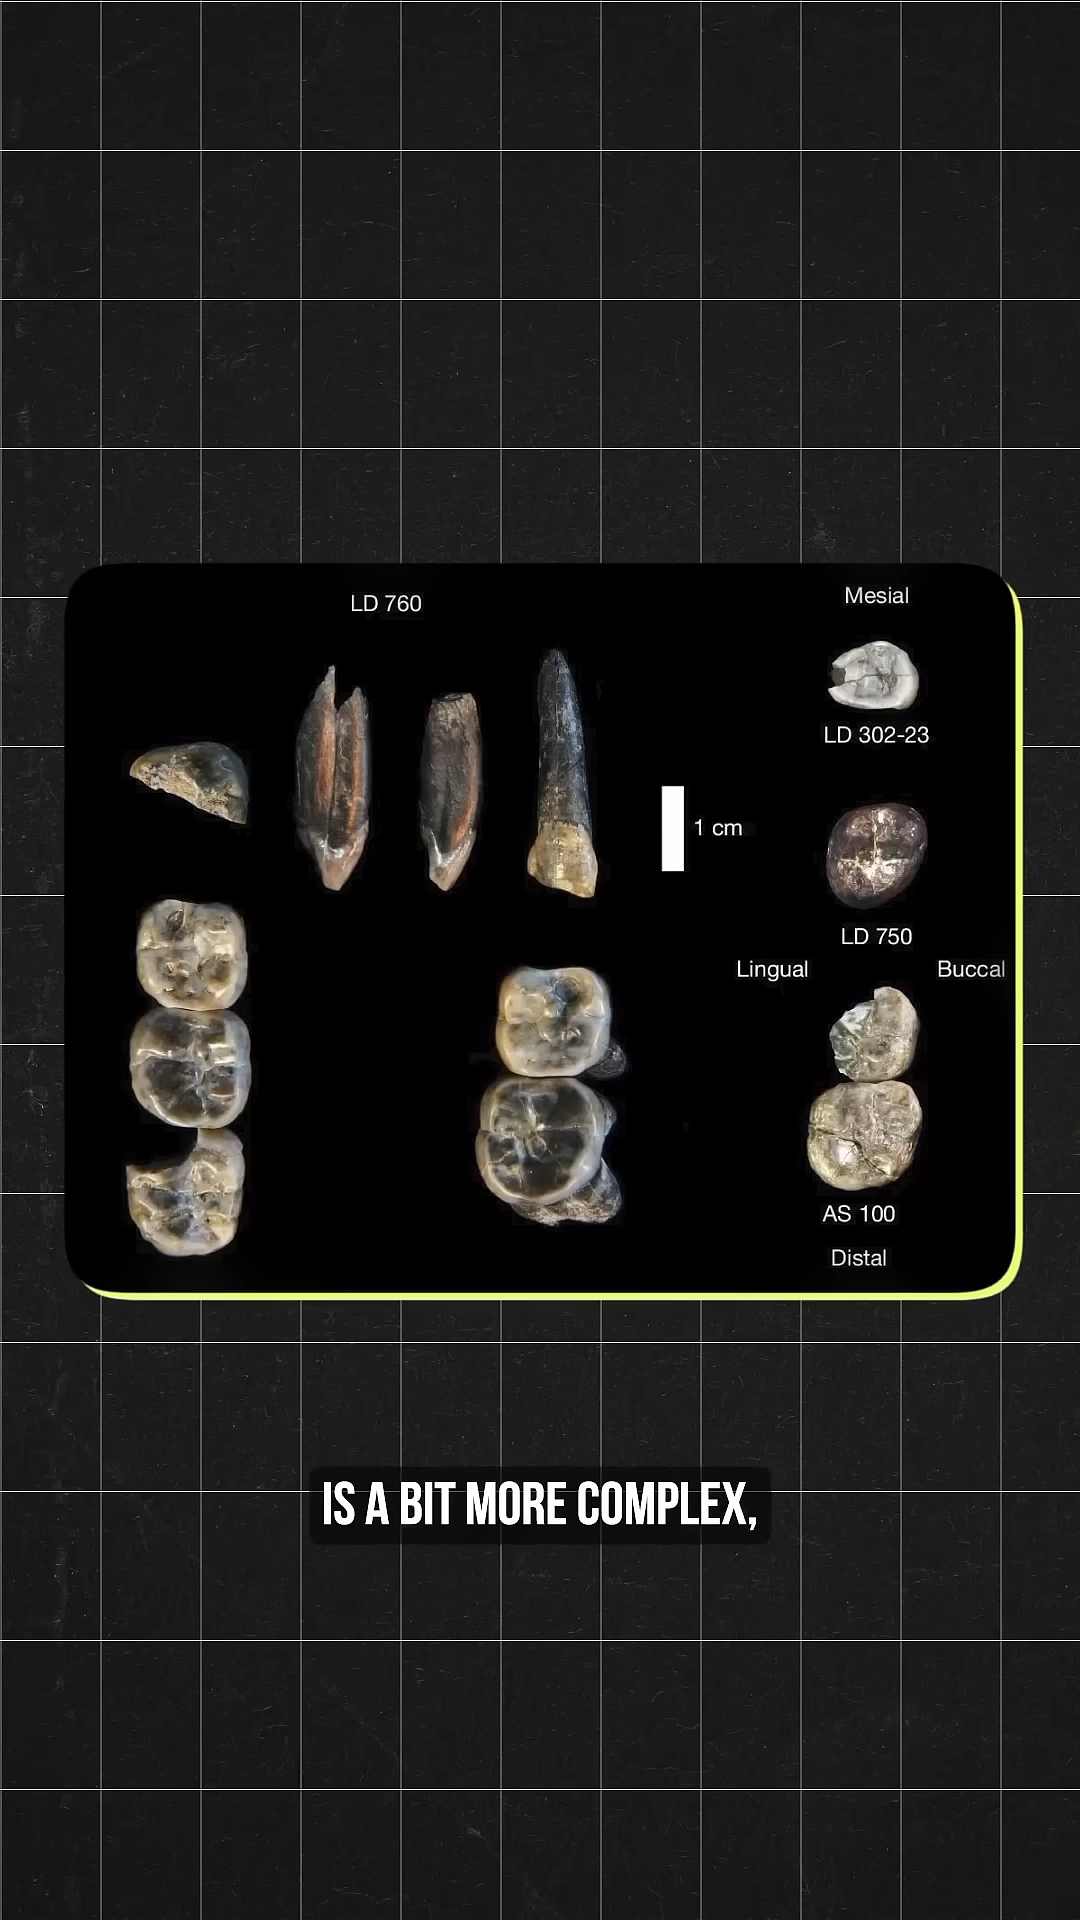 LD 760
Mesial
LD 302-23
1 cm
LD 750
Lingual
Buccal
AS 100
Distal
IS A BIT MORE COMPLEX,